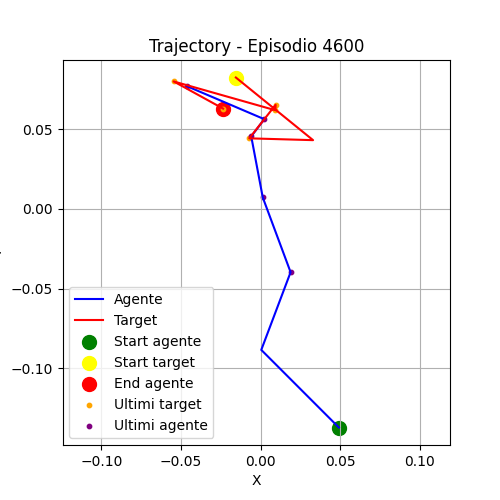 Trajectory - Episodio 4600
0.05
0.00
−0.05
−0.10
Agente
Target
Start agente
Start target
End agente
Ultimi target
Ultimi agente
−0.10
−0.05
0.00
0.05
0.10
X